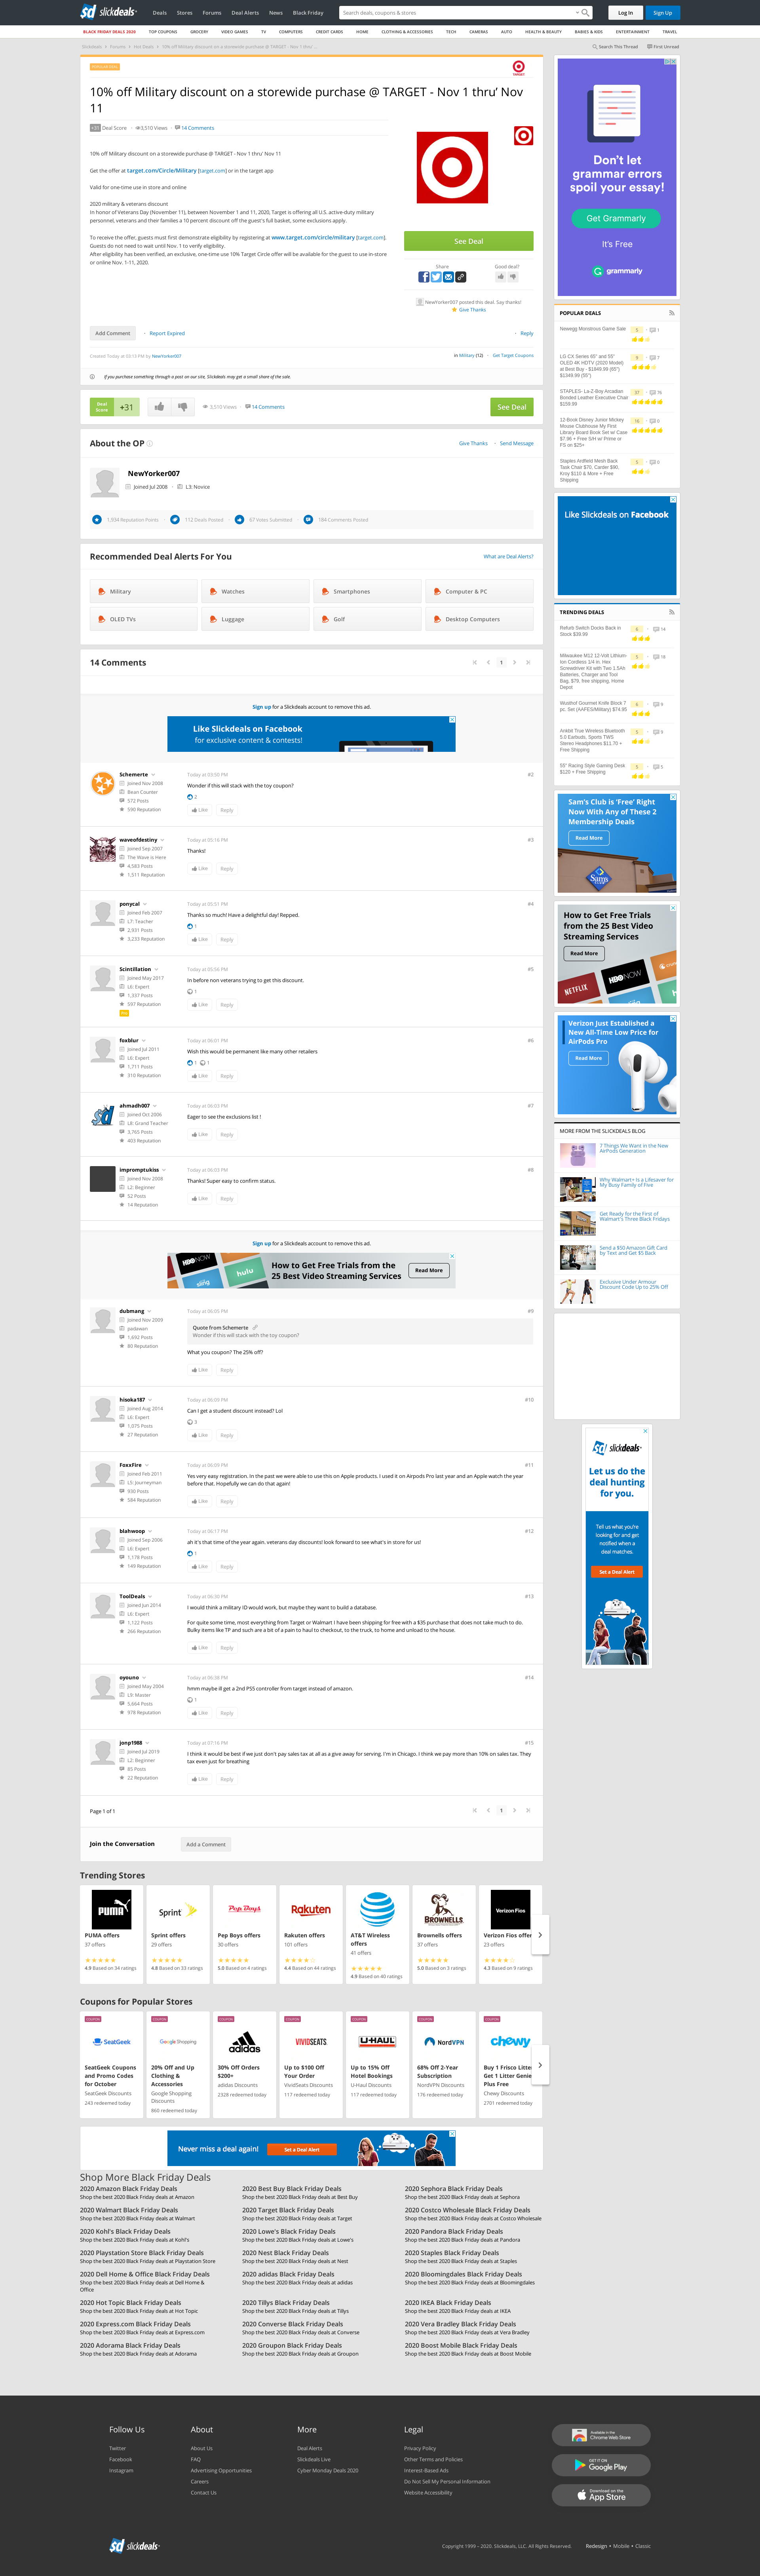 slickdeals
Deals Stores Forums Deal Alerts News Black Friday
Search deals, coupons & stores
Log In Sign Up
BLACK FRIDAY DEALS 2020 TOP COUPONS GROCERY VIDEO GAMES TV COMPUTERS CREDIT CARDS HOME CLOTHING & ACCESSORIES TECH CAMERAS AUTO HEALTH & BEAUTY BABIES & KIDS ENTERTAINMENT TRAVEL
Slickdeals Forums Hot Deals 10% off Military discount on a storewide purchase @ TARGET - Nov 1 thru' ...
Search This Thread First Unread
10% off Military discount on a storewide purchase @ TARGET - Nov 1 thru' Nov
11
+31 Deal Score 3,510 Views 14 Comments
10% off Military discount on a storewide purchase @ TARGET - Nov 1 thru' Nov 11
Get the offer at target.com/Circle/Military [target.com] or in the target app
Valid for one-time use-in store and online
2020 military & veterans discount
In honor of Veterans Day (November 11), between November 1 and 11, 2020, Target is offering all U.S. active-duty military
personnel, veterans and their families a 10 percent discount off the guest's full basket, some exclusions apply.
To receive the offer, guests must first demonstrate eligibility by registering at www.target.com/circle/military [target.com].
Guests do not need to wait until Nov. 1 to verify eligibility.
After eligibility has been verified, an exclusive, one-time use 10% Target Circle offer will be available for the guest to use in-store
or online Nov. 1-11, 2020.
See Deal
Share Good deal?
NewYorker007 posted this deal. Say thanks!
Give Thanks
Add Comment Report Expired Reply
Created Today at 03:13 PM by NewYorker007
in Military (12) Get Target Coupons
If you purchase something through a post on our site, Slickdeals may get a small share of the sale.
Deal Score +31
3,510 Views 14 Comments
See Deal
About the OP
Give Thanks Send Message
NewYorker007
Joined Jul 2008 L3: Novice
1,934 Reputation Points 112 Deals Posted 67 Votes Submitted 184 Comments Posted
Recommended Deal Alerts For You
What are Deal Alerts?
Military Watches Smartphones Computer & PC
OLED TVs Luggage Golf Desktop Computers
14 Comments
1
Sign up for a Slickdeals account to remove this ad.
Like Slickdeals on Facebook
for exclusive content & contests!
Schemerte
Joined Nov 2008
Bean Counter
572 Posts
590 Reputation
Today at 03:50 PM
#2
Wonder if this will stack with the toy coupon?
2
Like Reply
waveofdestiny
Joined Sep 2007
The Wave is Here
4,583 Posts
1,511 Reputation
Today at 05:16 PM
#3
Thanks!
Like Reply
ponycal
Joined Feb 2007
L7: Teacher
2,931 Posts
3,233 Reputation
Today at 05:51 PM
#4
Thanks so much! Have a delightful day! Repped.
1
Like Reply
Scintillation
Joined May 2017
L6: Expert
1,337 Posts
597 Reputation
Pro
Today at 05:56 PM
#5
In before non veterans trying to get this discount.
1
Like Reply
foxblur
Joined Jul 2011
L6: Expert
1,711 Posts
319 Reputation
Today at 06:01 PM
#6
Wish this would be permanent like many other retailers
1 1
Like Reply
ahmadh007
Joined Oct 2006
L8: Grand Teacher
3,765 Posts
403 Reputation
Today at 06:03 PM
#7
Eager to see the exclusions list !
Like Reply
impromptukiss
Joined Nov 2008
L2: Beginner
52 Posts
14 Reputation
Today at 06:03 PM
#8
Thanks! Super easy to confirm status.
Like Reply
Sign up for a Slickdeals account to remove this ad.
HBO NOW sling hulu
How to Get Free Trials from the
25 Best Video Streaming Services
Read More
dubmang
Joined Nov 2009
padawan
1,692 Posts
80 Reputation
Today at 06:05 PM
#9
Quote from Schemerte
Wonder if this will stack with the toy coupon?
What you coupon? The 25% off?
Like Reply
hisoka187
Joined Aug 2014
L6: Expert
1,075 Posts
27 Reputation
Today at 06:09 PM
#10
Can I get a student discount instead? Lol
3
Like Reply
FoxxFire
Joined Feb 2011
L5: Journeyman
930 Posts
584 Reputation
Today at 06:09 PM
#11
Yes very easy registration. In the past we were able to use this on Apple products. I used it on Airpods Pro last year and an Apple watch the year
before that. Hopefully we can do that again!
Like Reply
blahwoop
Joined Sep 2006
L6: Expert
1,178 Posts
149 Reputation
Today at 06:17 PM
#12
ah it's that time of the year again. veterans day discounts! look forward to see what's in store for us!
1
Like Reply
ToolDeals
Joined Jun 2014
L6: Expert
1,122 Posts
266 Reputation
Today at 06:36 PM
#13
I would think a military ID would work, but maybe they want to build a database.
For quite some time, most everything from Target or Walmart I have been shipping for free with a $35 purchase that does not take much to do.
Bulky items like TP and such are a bit of a pain to haul to checkout, to the truck, to home and unload to the house.
Like Reply
oyouno
Joined May 2004
L9: Master
5,664 Posts
978 Reputation
Today at 06:38 PM
#14
hmm maybe ill get a 2nd PS5 controller from target instead of amazon.
1
Like Reply
jonp1988
Joined Jul 2019
L2: Beginner
85 Posts
22 Reputation
Today at 07:16 PM
#15
I think it would be best if we just don't pay sales tax at all as a give away for serving. I'm in Chicago. I think we pay more than 10% on sales tax. They
tax even just for breathing
Like Reply
Page 1 of 1
1
Join the Conversation Add a Comment
Trending Stores
PUMA Sprint Pep Boys Rakuten AT&T BROWNELLS Verizon Fios
PUMA offers
37 offers
4.9 Based on 34 ratings
Sprint offers
29 offers
4.8 Based on 33 ratings
Pep Boys offers
30 offers
5.0 Based on 4 ratings
Rakuten offers
101 offers
4.4 Based on 44 ratings
AT&T Wireless
offers
41 offers
4.9 Based on 40 ratings
Brownells offers
37 offers
5.0 Based on 3 ratings
Verizon Fios offers
23 offers
4.3 Based on 9 ratings
Coupons for Popular Stores
COUPON
SeatGeek
SeatGeek Coupons
and Promo Codes
for October
SeatGeek Discounts
243 redeemed today
COUPON
Google Shopping
20% Off and Up
Clothing &
Accessories
Google Shopping
Discounts
860 redeemed today
COUPON
adidas
30% Off Orders
$200+
adidas Discounts
2328 redeemed today
COUPON
VIVIDSEATS
Up to $100 Off
Your Order
VividSeats Discounts
117 redeemed today
COUPON
U-HAUL
Up to 15% Off
Hotel Bookings
U-Haul Discounts
117 redeemed today
COUPON
NordVPN
68% Off 2-Year
Subscription
NordVPN Discounts
176 redeemed today
COUPON
chewy
Buy 1 Frisco Litter,
Get 1 Litter Genie
Plus Free
Chewy Discounts
2701 redeemed today
Never miss a deal again! Set a Deal Alert
Shop More Black Friday Deals
2020 Amazon Black Friday Deals
Shop the best 2020 Black Friday deals at Amazon
2020 Best Buy Black Friday Deals
Shop the best 2020 Black Friday deals at Best Buy
2020 Sephora Black Friday Deals
Shop the best 2020 Black Friday deals at Sephora
2020 Walmart Black Friday Deals
Shop the best 2020 Black Friday deals at Walmart
2020 Target Black Friday Deals
Shop the best 2020 Black Friday deals at Target
2020 Costco Wholesale Black Friday Deals
Shop the best 2020 Black Friday deals at Costco Wholesale
2020 Kohl's Black Friday Deals
Shop the best 2020 Black Friday deals at Kohl's
2020 Lowe's Black Friday Deals
Shop the best 2020 Black Friday deals at Lowe's
2020 Pandora Black Friday Deals
Shop the best 2020 Black Friday deals at Pandora
2020 Playstation Store Black Friday Deals
Shop the best 2020 Black Friday deals at Playstation Store
2020 Nest Black Friday Deals
Shop the best 2020 Black Friday deals at Nest
2020 Staples Black Friday Deals
Shop the best 2020 Black Friday deals at Staples
2020 Dell Home & Office Black Friday Deals
Shop the best 2020 Black Friday deals at Dell Home &
Office
2020 adidas Black Friday Deals
Shop the best 2020 Black Friday deals at adidas
2020 Bloomingdales Black Friday Deals
Shop the best 2020 Black Friday deals at Bloomingdales
2020 Hot Topic Black Friday Deals
Shop the best 2020 Black Friday deals at Hot Topic
2020 Tillys Black Friday Deals
Shop the best 2020 Black Friday deals at Tillys
2020 IKEA Black Friday Deals
Shop the best 2020 Black Friday deals at IKEA
2020 Express.com Black Friday Deals
Shop the best 2020 Black Friday deals at Express.com
2020 Converse Black Friday Deals
Shop the best 2020 Black Friday deals at Converse
2020 Vera Bradley Black Friday Deals
Shop the best 2020 Black Friday deals at Vera Bradley
2020 Adorama Black Friday Deals
Shop the best 2020 Black Friday deals at Adorama
2020 Groupon Black Friday Deals
Shop the best 2020 Black Friday deals at Groupon
2020 Boost Mobile Black Friday Deals
Shop the best 2020 Black Friday deals at Boost Mobile
Don't let
grammar errors
spoil your essay!
Get Grammarly
It's Free
grammarly
POPULAR DEALS
Newegg Monstrous Game Sale
5 1
LG CX Series 65" and 55"
OLED 4K HDTV (2020 Model)
at Best Buy - $1849.99 (65")
$1349.99 (55")
9 7
STAPLES- La-Z-Boy Arcadian
Bonded Leather Executive Chair
$159.99
37 76
12-Book Disney Junior Mickey
Mouse Clubhouse My First
Library Board Book Set w/ Case
$7.96 + Free S/H w/ Prime or
FS on $25+
16 6
Staples Ardfield Mesh Back
Task Chair $70, Carder $90,
Kroy $110 & More + Free
Shipping
5 0
Like Slickdeals on Facebook
TRENDING DEALS
Refurb Switch Docks Back in
Stock $39.99
6 14
Milwaukee M12 12-Volt Lithium-
Ion Cordless 1/4 in. Hex
Screwdriver Kit with Two 1.5Ah
Batteries, Charger and Tool
Bag, $79, free shipping, Home
Depot
5 18
Wusthof Gourmet Knife Block 7
pc. Set (AAFES/Military) $74.95
6 9
Arabit True Wireless Bluetooth
5.0 Earbuds, Sports TWS
Stereo Headphones $11.70 +
Free Shipping
5 9
55" Racing Style Gaming Desk
$120 + Free Shipping
5 5
Sam's Club is 'Free' Right
Now With Any of These 2
Membership Deals
Read More
How to Get Free Trials
from the 25 Best Video
Streaming Services
Read More
NETFLIX HBO NOW
Verizon Just Established a
New All-Time Low Price for
AirPods Pro
Read More
MORE FROM THE SLICKDEALS BLOG
7 Things We Want in the New
AirPods Generation
Why Walmart+ Is a Lifesaver for
My Busy Family of Five
Get Ready for the First of
Walmart's Three Black Fridays
Send a $50 Amazon Gift Card
by Text and Get $5 Back
Exclusive Under Armour
Discount Code Up to 25% Off
slickdeals
Let us do the
deal hunting
for you.
Tell us what you're
looking for and get
notified when a
deal matches.
Set a Deal Alert
Follow Us
Twitter
Facebook
Instagram
About
About Us
FAQ
Advertising Opportunities
Careers
Contact Us
More
Deal Alerts
Slickdeals Live
Cyber Monday Deals 2020
Legal
Privacy Policy
Other Terms and Policies
Interest-Based Ads
Do Not Sell My Personal Information
Website Accessibility
Available in the
Chrome Web Store
GET IT ON
Google Play
Download on the
App Store
slickdeals
Copyright 1999 - 2020, Slickdeals, LLC. All Rights Reserved. Redesign • Mobile • Classic